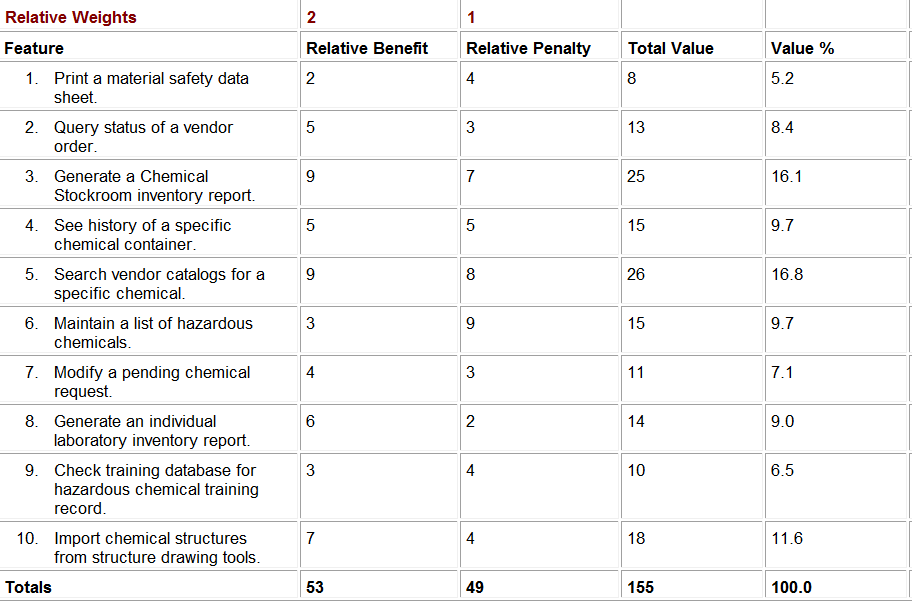 Relative Weights 2 1
Feature Relative Benefit Relative Penalty Total Value Value %
1. Print a material safety data 2 4 8 5.2
sheet.
2. Query status of a vendor 5 3 13 8.4
order.
3. Generate a Chemical 9 7 25 16.1
Stockroom inventory report.
4. See history of a specific 5 5 15 9.7
chemical container.
5. Search vendor catalogs for a 9 8 26 16.8
specific chemical.
6. Maintain a list of hazardous 3 9 15 9.7
chemicals.
7. Modify a pending chemical 4 3 11 7.1
request.
8. Generate an individual 6 2 14 9.0
laboratory inventory report.
9. Check training database for 3 4 10 6.5
hazardous chemical training
record.
10. Import chemical structures 7 4 18 11.6
from structure drawing tools.
Totals 53 49 155 100.0